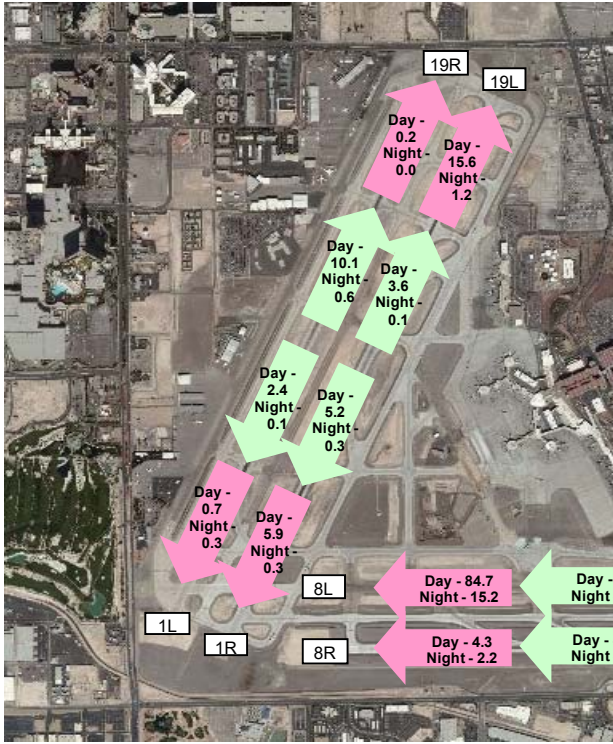 19R
19L
Day -
0.2
Night -
0.0
Day -
15.6
Night -
1.2
Day -
10.1
Night -
0.6
Day -
3.6
Night -
0.1
Day -
2.4
Night -
0.1
Day -
5.2
Night -
0.3
Day -
0.7
Night -
0.3
Day -
5.9
Night -
0.3
8L
Day - 84.7
Night - 15.2
Day -
Night
1L
1R
8R
Day - 4.3
Night - 2.2
Day -
Night